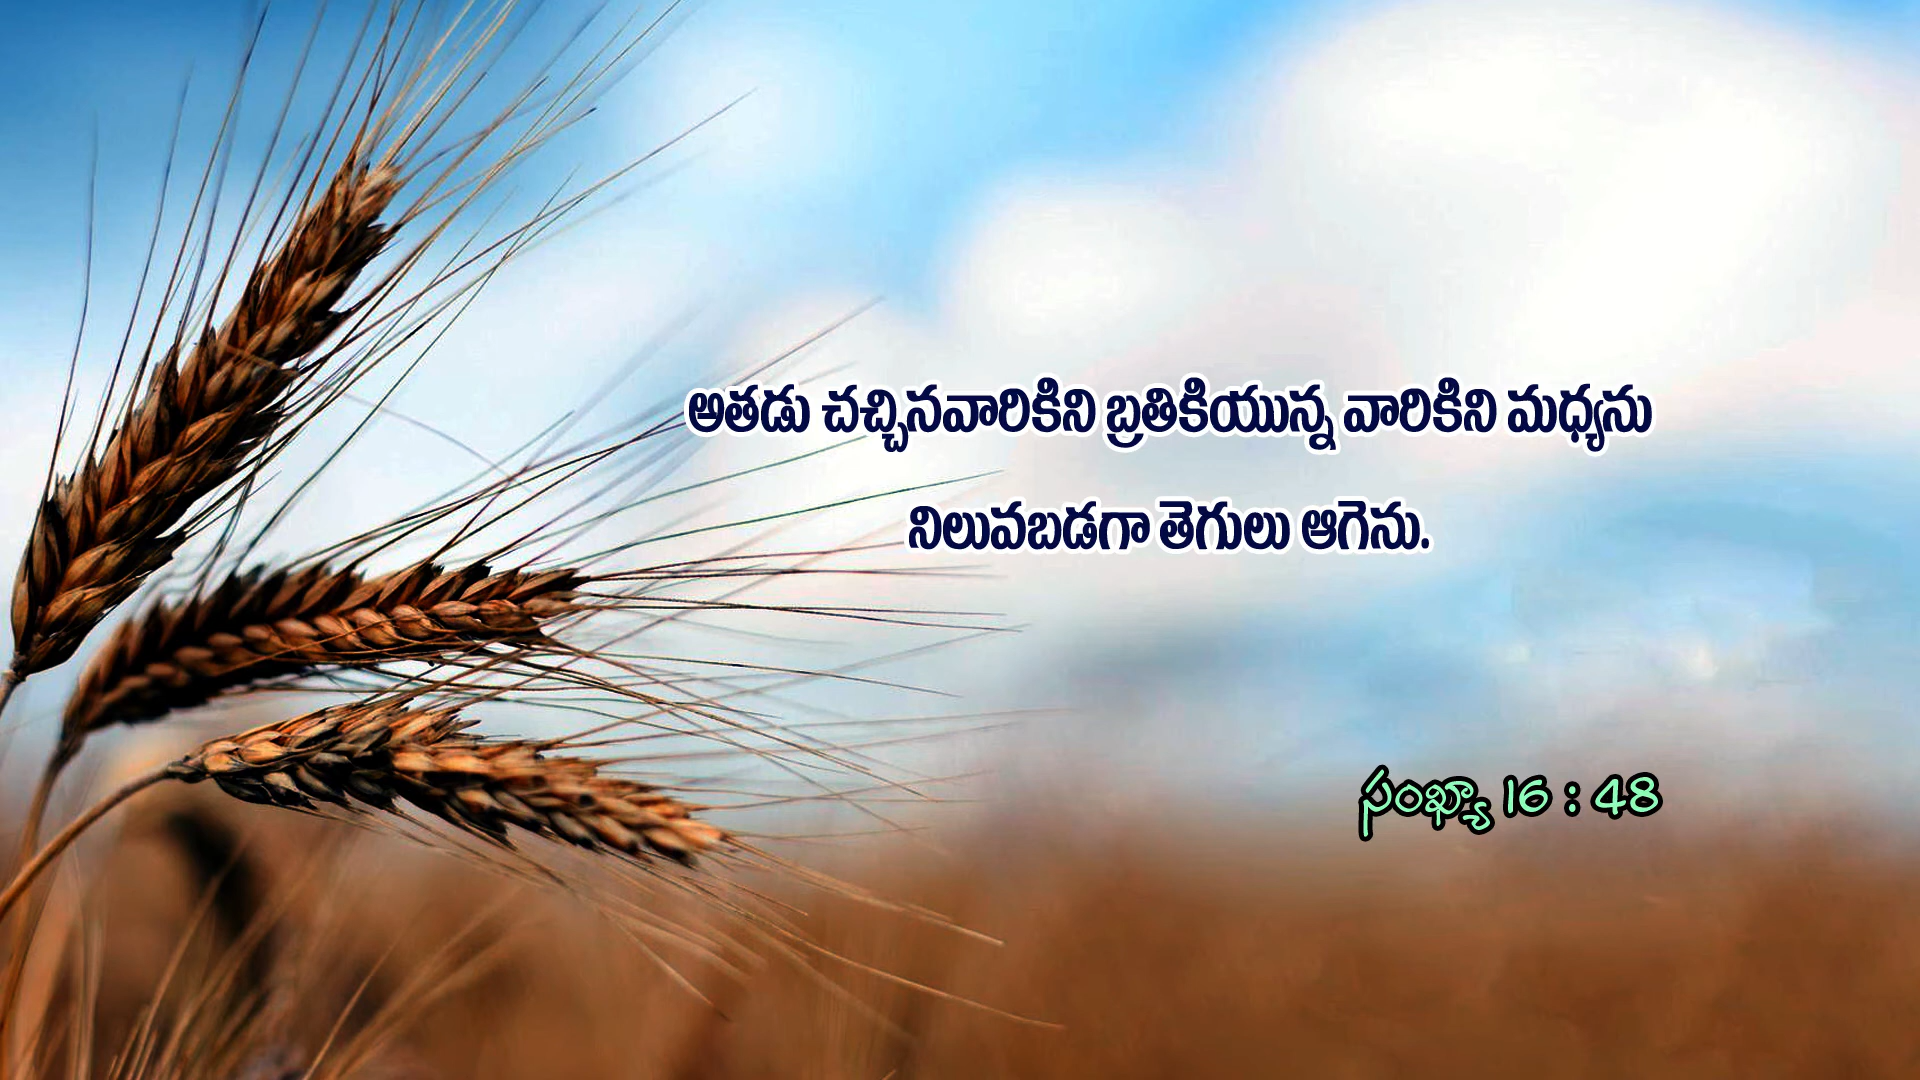 అతడు చచ్చినవారికిని బ్రతికియున్న వారికిని మధ్యను
నిలువబడగా తెగులు ఆగెను.
సంఖ్యా 16 : 48